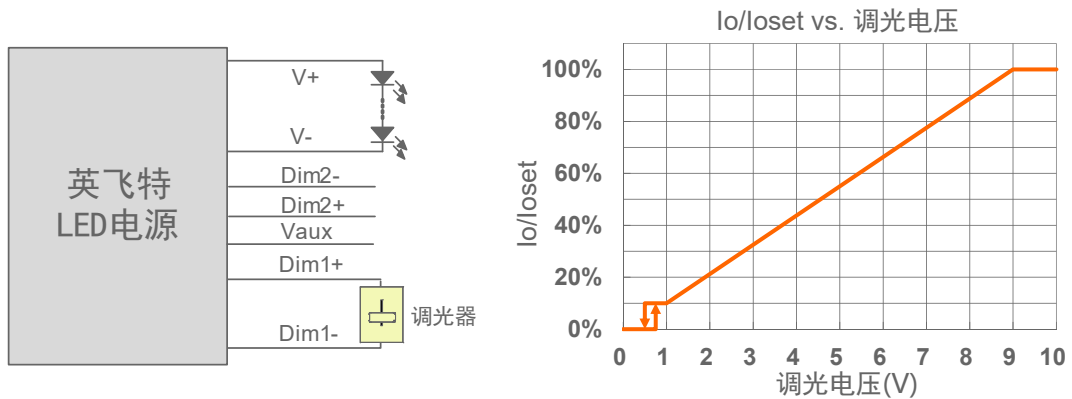 V+
V-
英飞特
LED电源
Dim2-
Dim2+
Vaux
Dim1+
调光器
Dim1-
Io/Ioset vs. 调光电压
100%
80%
60%
40%
20%
0%
Io/Ioset
0 1 2 3 4 5 6 7 8 9 10
调光电压(V)